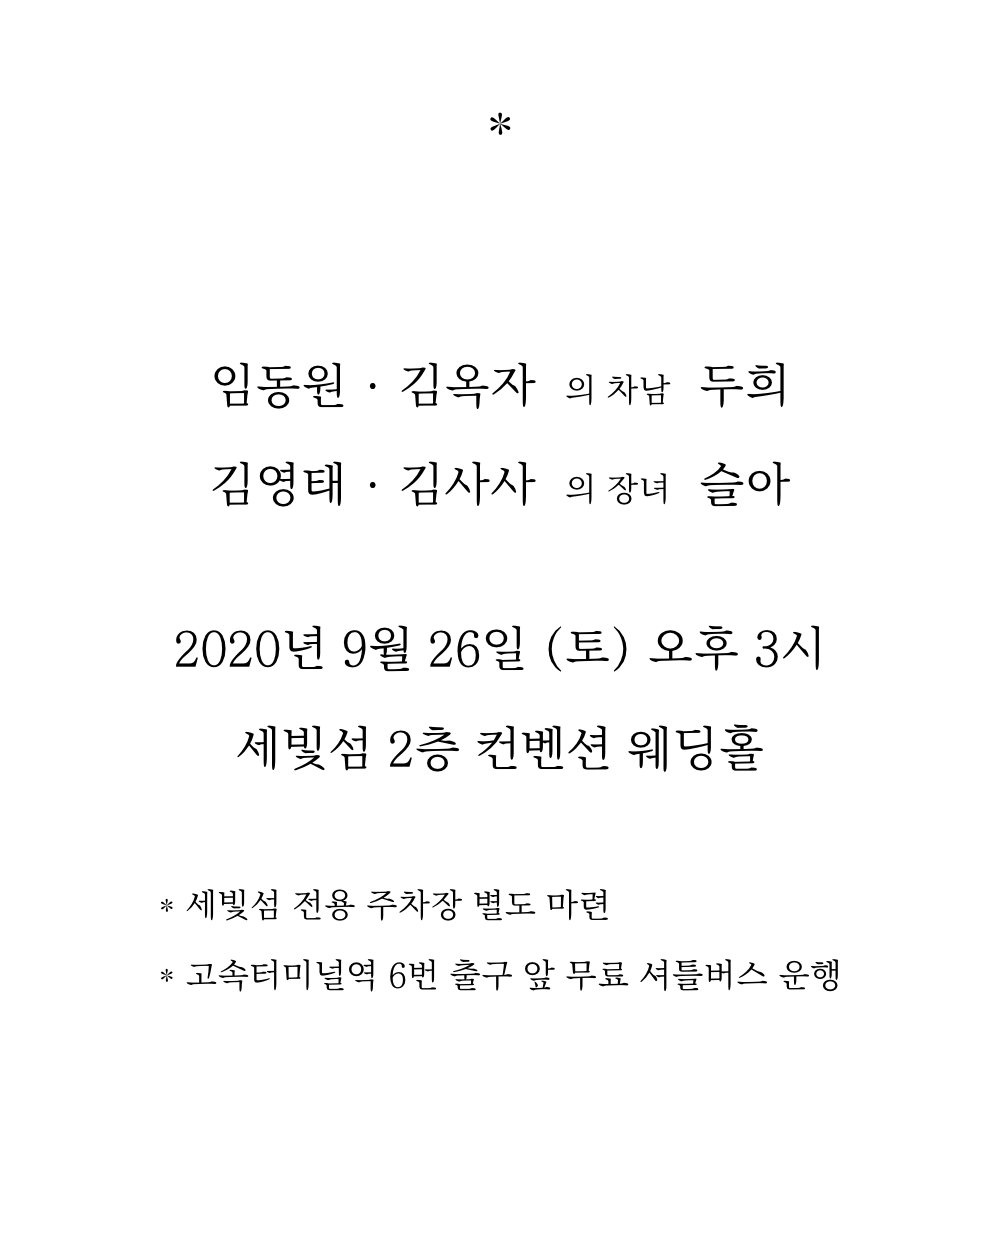 *
임동원 · 김옥자 의 차남 두희
김영태 · 김사사 의 장녀 슬아
2020년 9월 26일 (토) 오후 3시
세빛섬 2층 컨벤션 웨딩홀
* 세빛섬 전용 주차장 별도 마련
* 고속터미널역 6번 출구 앞 무료 셔틀버스 운행